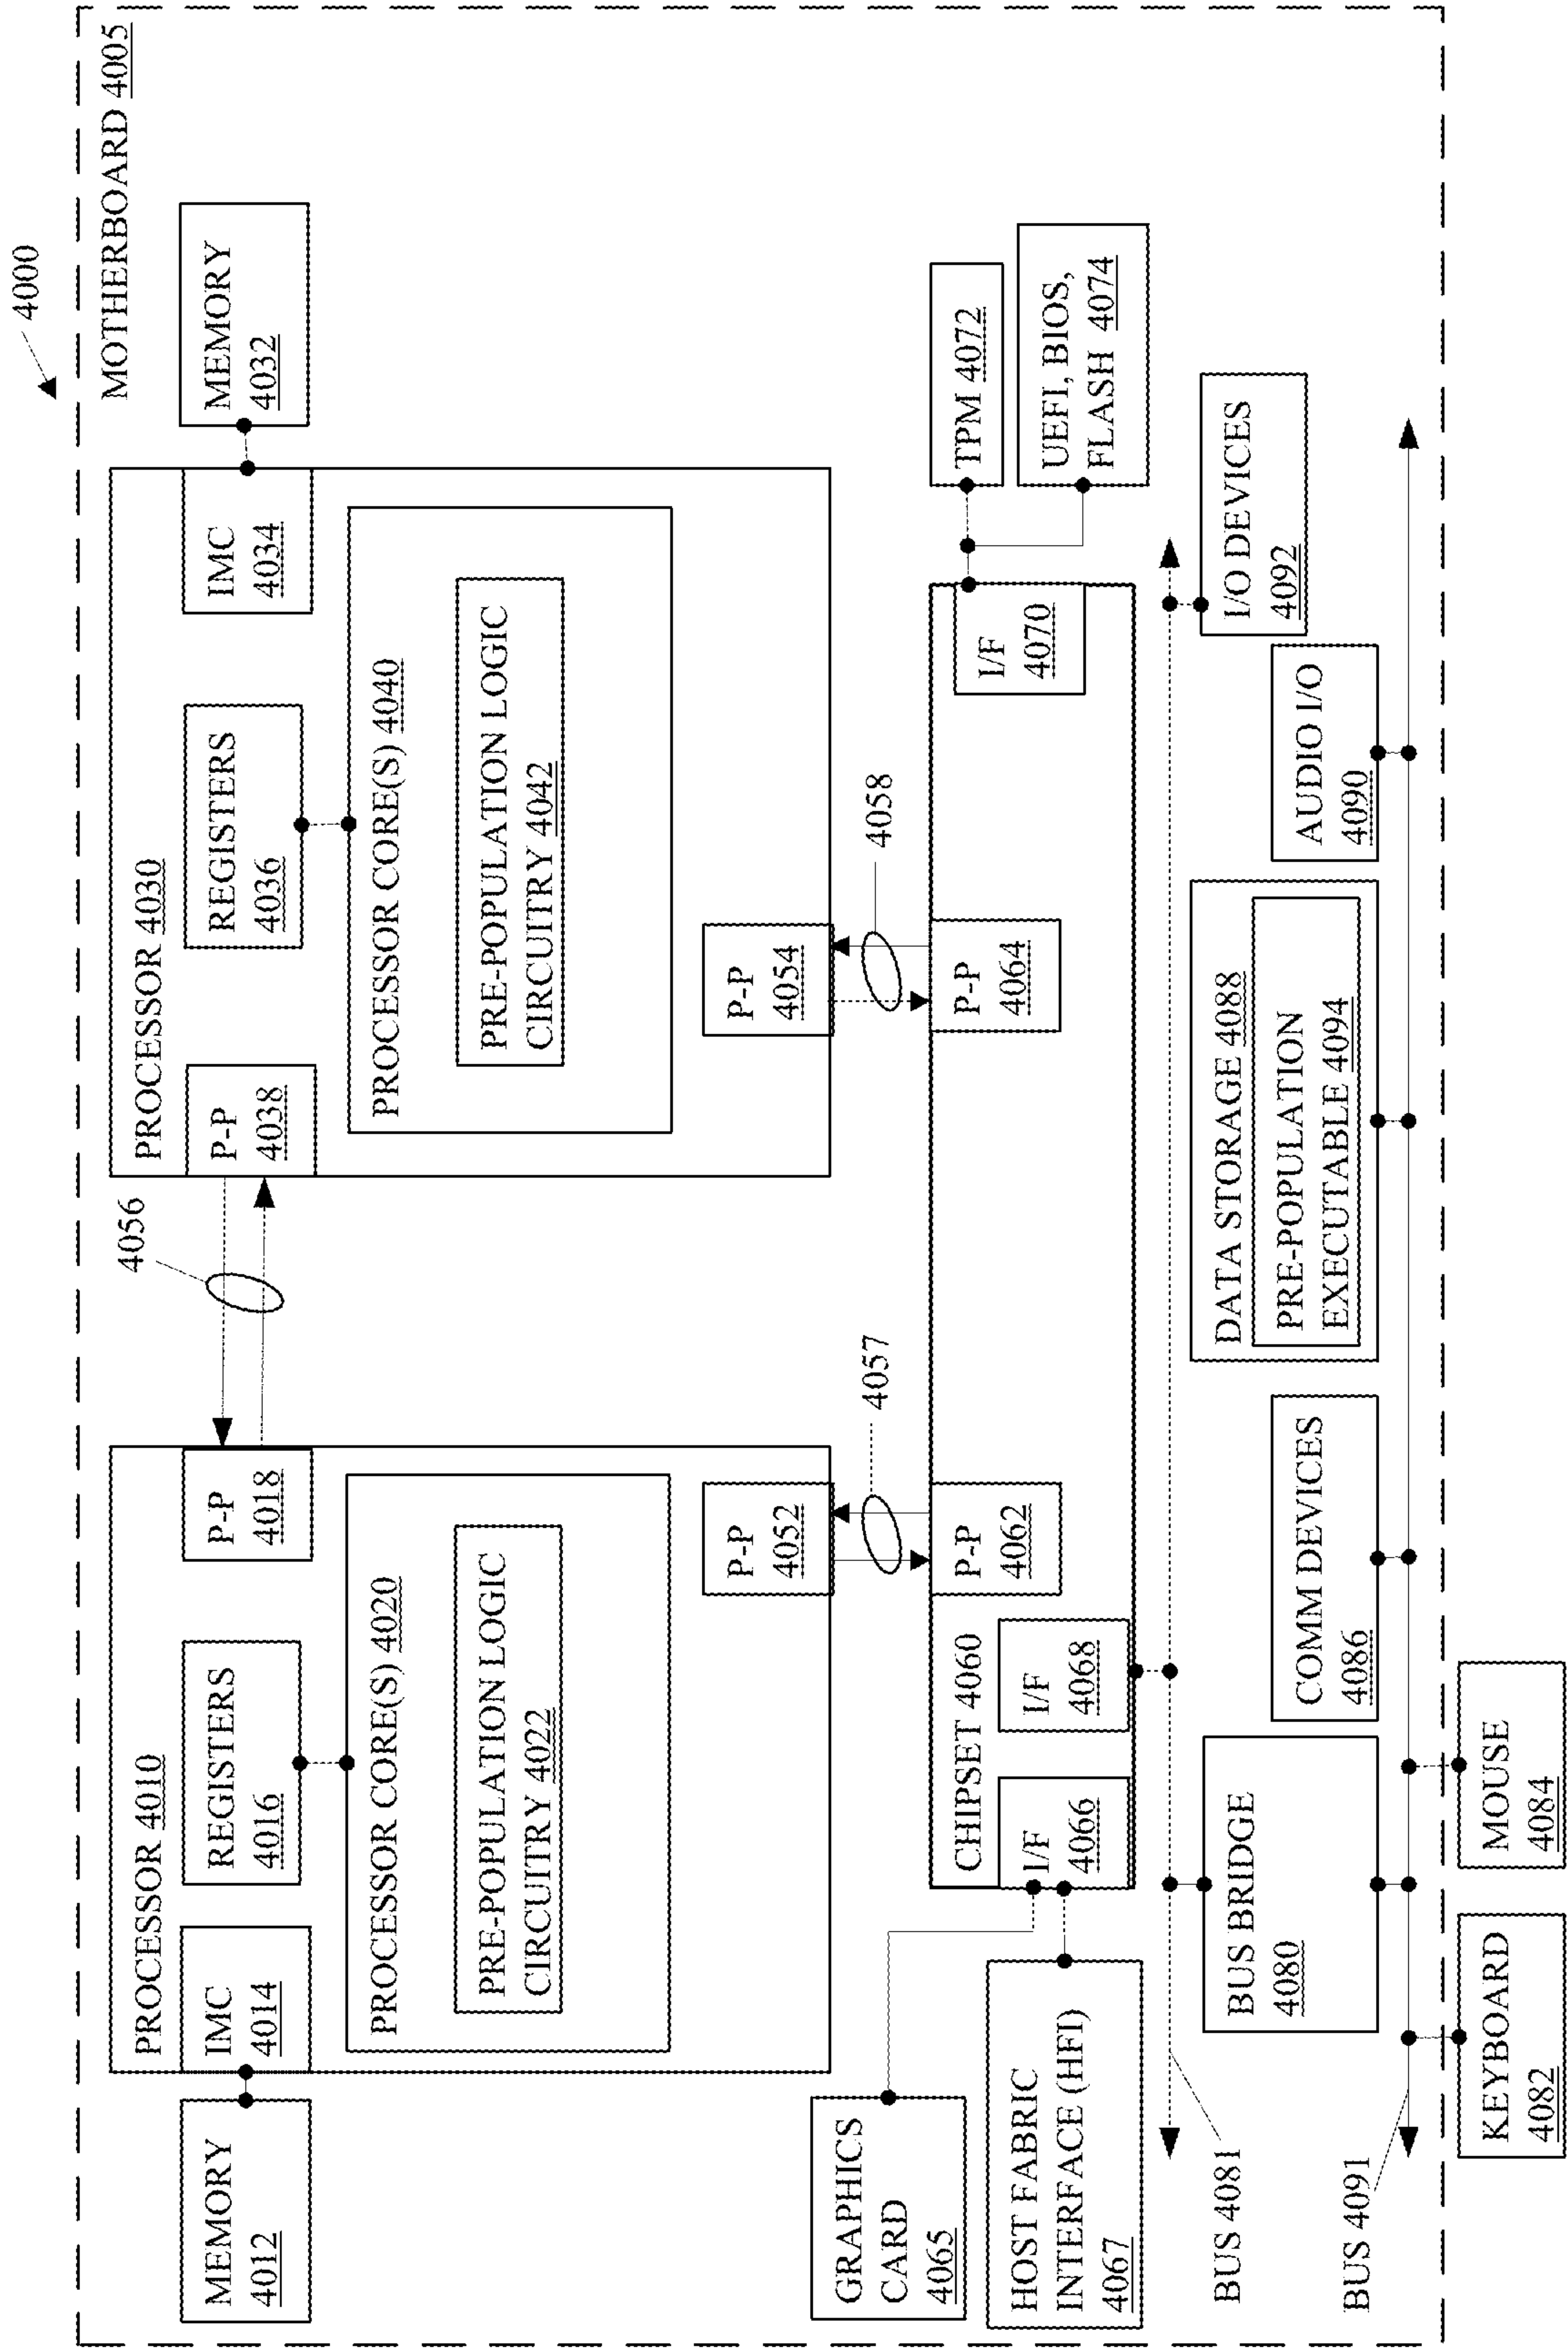 4000
MOTHERBOARD 4005
MEMORY
4012
PROCESSOR 4010
IMC
4014
REGISTERS
4016
P-P
4018
PROCESSOR CORE(S) 4020
PRE-POPULATION LOGIC
CIRCUITRY 4022
P-P
4052
4056
PROCESSOR 4030
P-P
4038
REGISTERS
4036
IMC
4034
MEMORY
4032
PROCESSOR CORE(S) 4040
PRE-POPULATION LOGIC
CIRCUITRY 4042
P-P
4054
4057
4058
GRAPHICS
CARD
4065
HOST FABRIC
INTERFACE (HFI)
4067
CHIPSET 4060
I/F
4066
I/F
4068
P-P
4062
P-P
4064
I/F
4070
TPM 4072
UEFI, BIOS,
FLASH 4074
BUS 4081
BUS BRIDGE
4080
I/O DEVICES
4092
COMM DEVICES
4086
DATA STORAGE 4088
PRE-POPULATION
EXECUTABLE 4094
AUDIO I/O
4090
BUS 4091
KEYBOARD
4082
MOUSE
4084